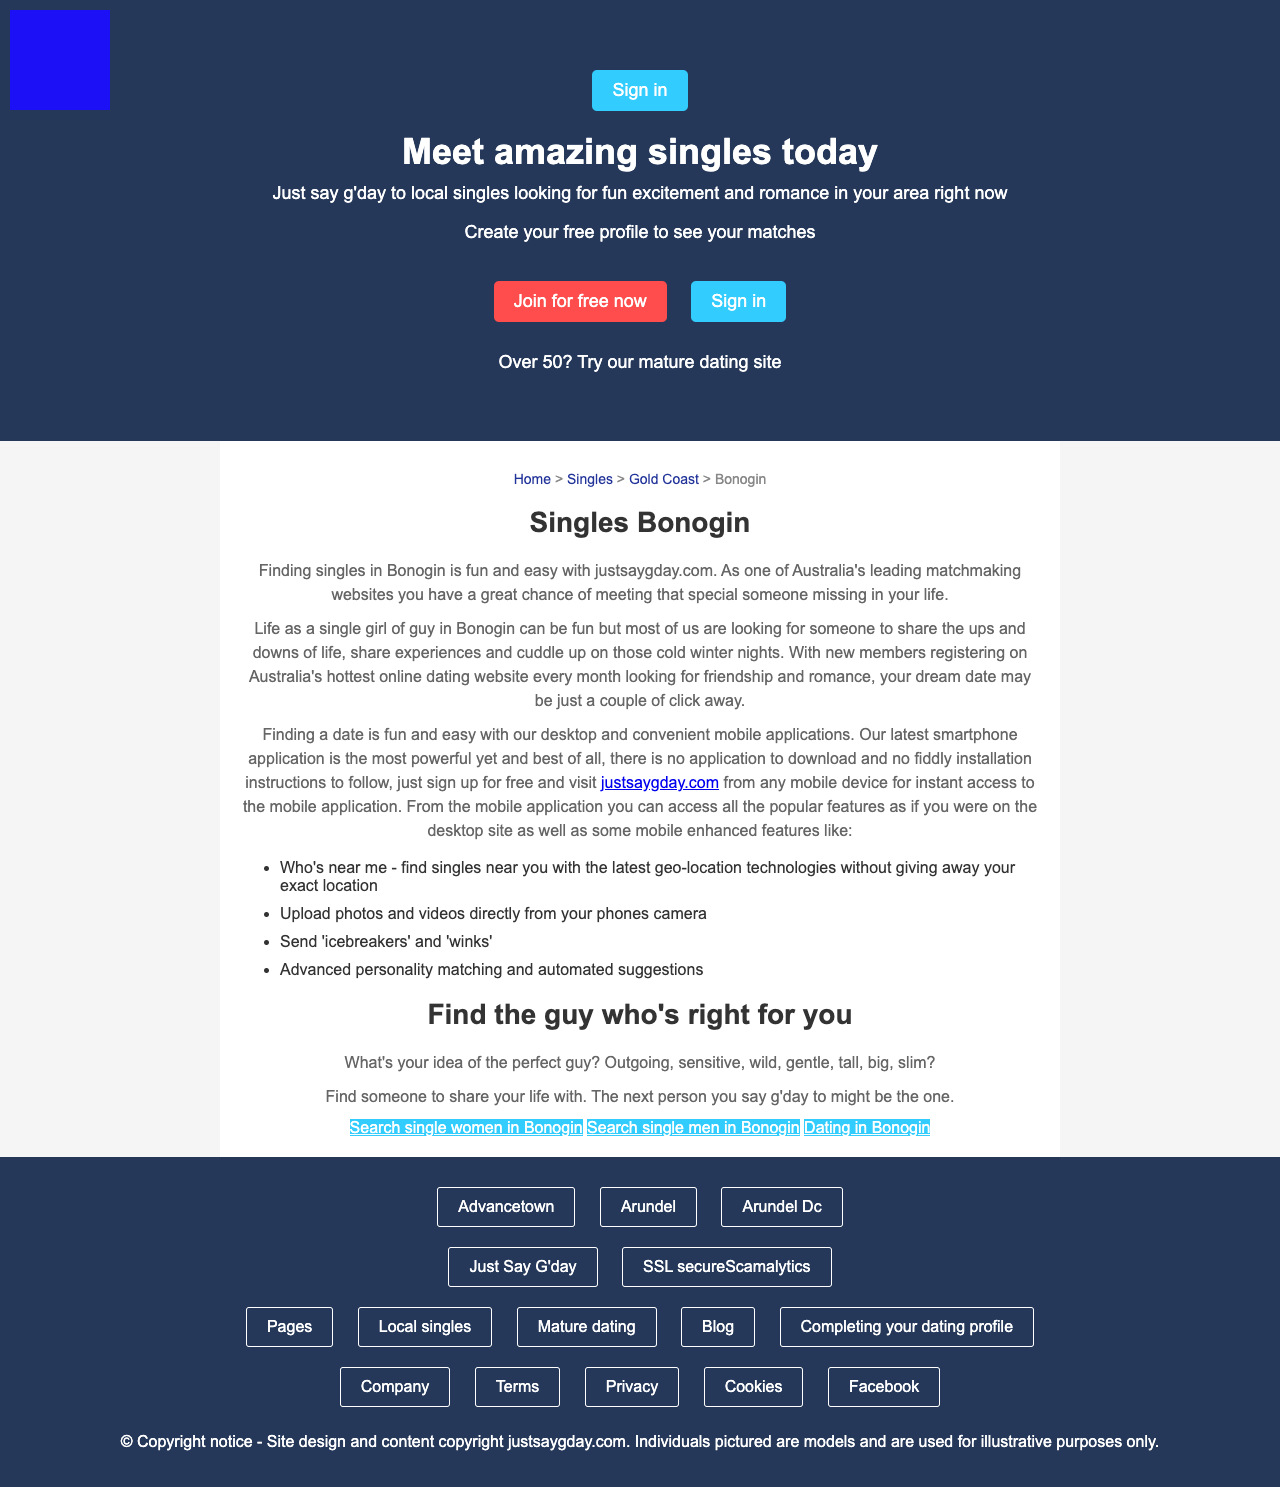 Sign in
Meet amazing singles today
Just say g'day to local singles looking for fun excitement and romance in your area right now
Create your free profile to see your matches
Join for free now Sign in
Over 50? Try our mature dating site
Home > Singles > Gold Coast > Bonogin
Singles Bonogin
Finding singles in Bonogin is fun and easy with justsaygday.com. As one of Australia's leading matchmaking
websites you have a great chance of meeting that special someone missing in your life.
Life as a single girl of guy in Bonogin can be fun but most of us are looking for someone to share the ups and
downs of life, share experiences and cuddle up on those cold winter nights. With new members registering on
Australia's hottest online dating website every month looking for friendship and romance, your dream date may
be just a couple of click away.
Finding a date is fun and easy with our desktop and convenient mobile applications. Our latest smartphone
application is the most powerful yet and best of all, there is no application to download and no fiddly installation
instructions to follow, just sign up for free and visit justsaygday.com from any mobile device for instant access to
the mobile application. From the mobile application you can access all the popular features as if you were on the
desktop site as well as some mobile enhanced features like:
• Who's near me - find singles near you with the latest geo-location technologies without giving away your
exact location
• Upload photos and videos directly from your phones camera
• Send 'icebreakers' and 'winks'
• Advanced personality matching and automated suggestions
Find the guy who's right for you
What's your idea of the perfect guy? Outgoing, sensitive, wild, gentle, tall, big, slim?
Find someone to share your life with. The next person you say g'day to might be the one.
Search single women in Bonogin Search single men in Bonogin Dating in Bonogin
Advancetown Arundel Arundel Dc
Just Say G'day SSL secureScamalytics
Pages Local singles Mature dating Blog Completing your dating profile
Company Terms Privacy Cookies Facebook
© Copyright notice - Site design and content copyright justsaygday.com. Individuals pictured are models and are used for illustrative purposes only.